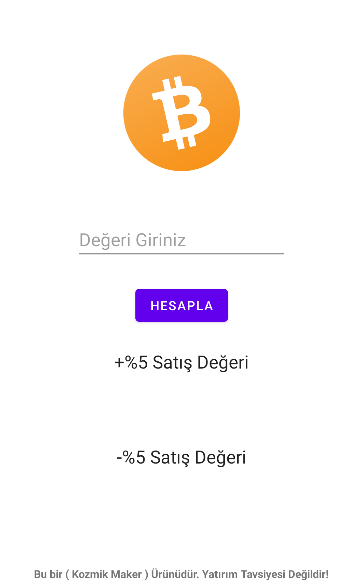 Değeri Giriniz
HESAPLA
+%5 Satış Değeri
-%5 Satış Değeri
Bu bir ( Kozmik Maker ) Ürünüdür. Yatırım Tavsiyesi Değildir!